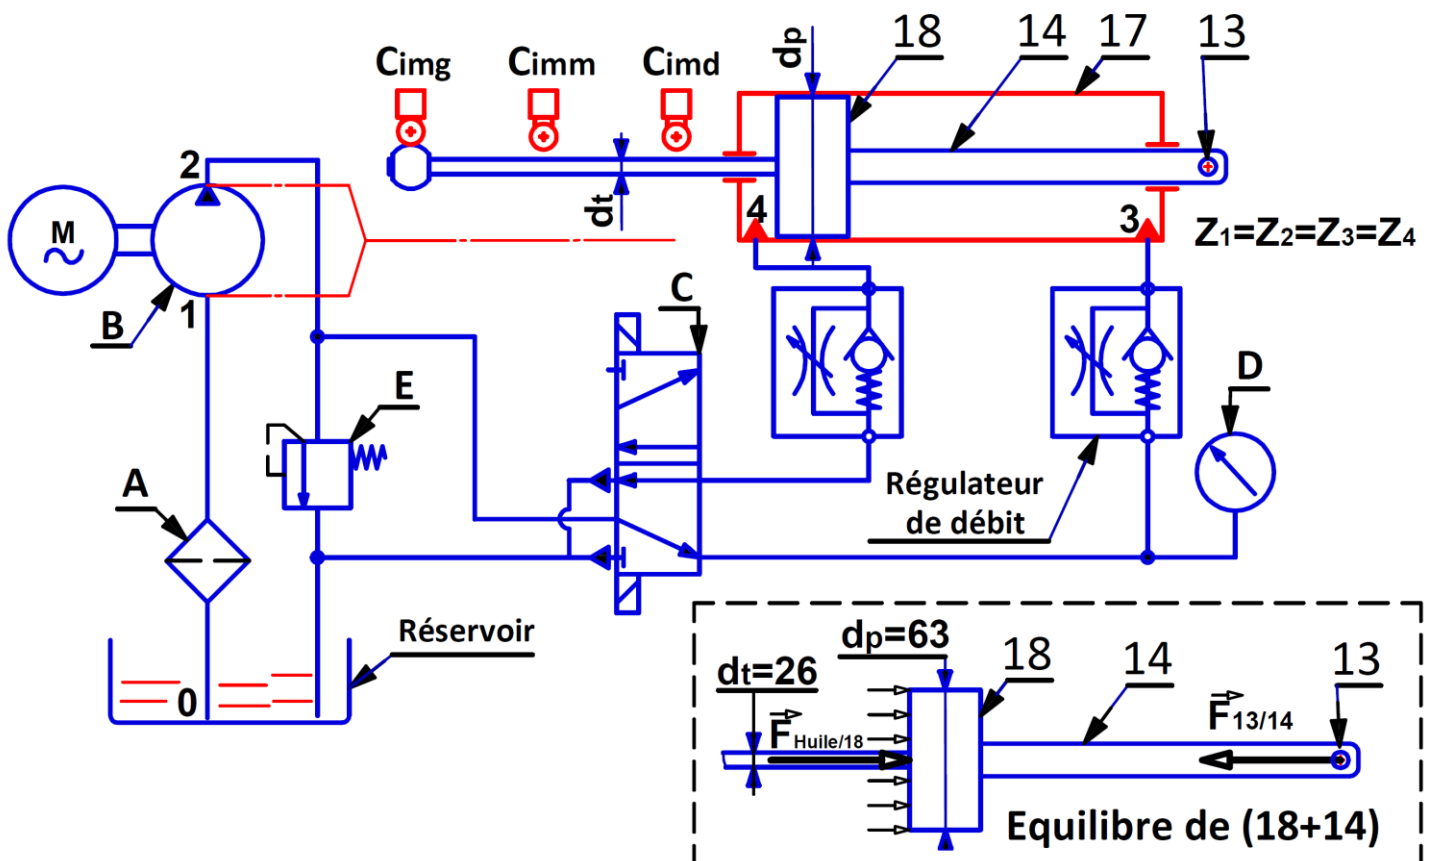 Cimg Cimm Cimd dp 18 14 17 13
dt
4 3
Z1=Z2=Z3=Z4
2
M
1
B
C
D
E
A
Régulateur
de débit
Réservoir
0
dp=63
dt=26
18 14 13
FHuile/18
F13/14
Equilibre de (18+14)